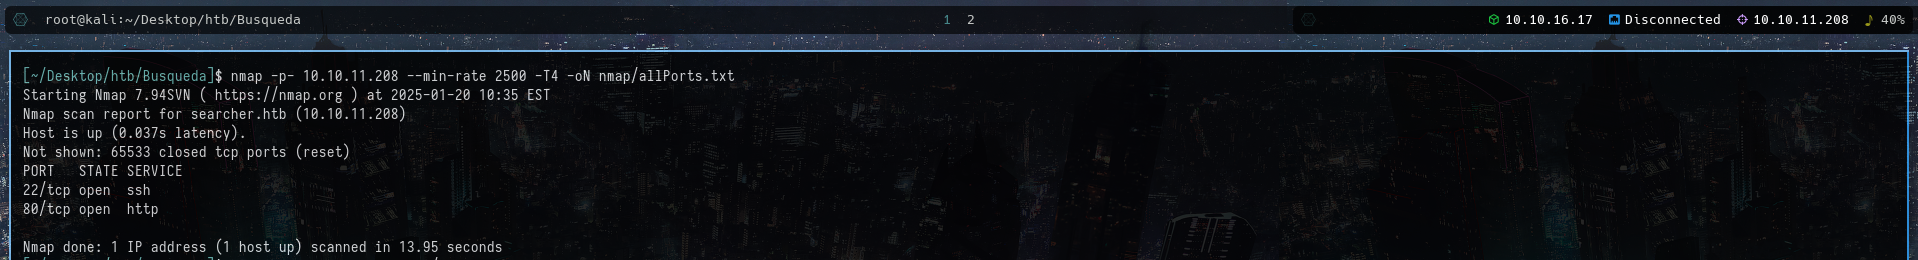 root@kali:~/Desktop/htb/Busqueda 1 2 10.10.16.17 Disconnected 10.10.11.208 40%
[~/Desktop/htb/Busqueda]$ nmap -p- 10.10.11.208 --min-rate 2500 -T4 -oN nmap/allPorts.txt
Starting Nmap 7.94SVN ( https://nmap.org ) at 2025-01-20 10:35 EST
Nmap scan report for searcher.htb (10.10.11.208)
Host is up (0.037s latency).
Not shown: 65533 closed tcp ports (reset)
PORT   STATE SERVICE
22/tcp open  ssh
80/tcp open  http
Nmap done: 1 IP address (1 host up) scanned in 13.95 seconds